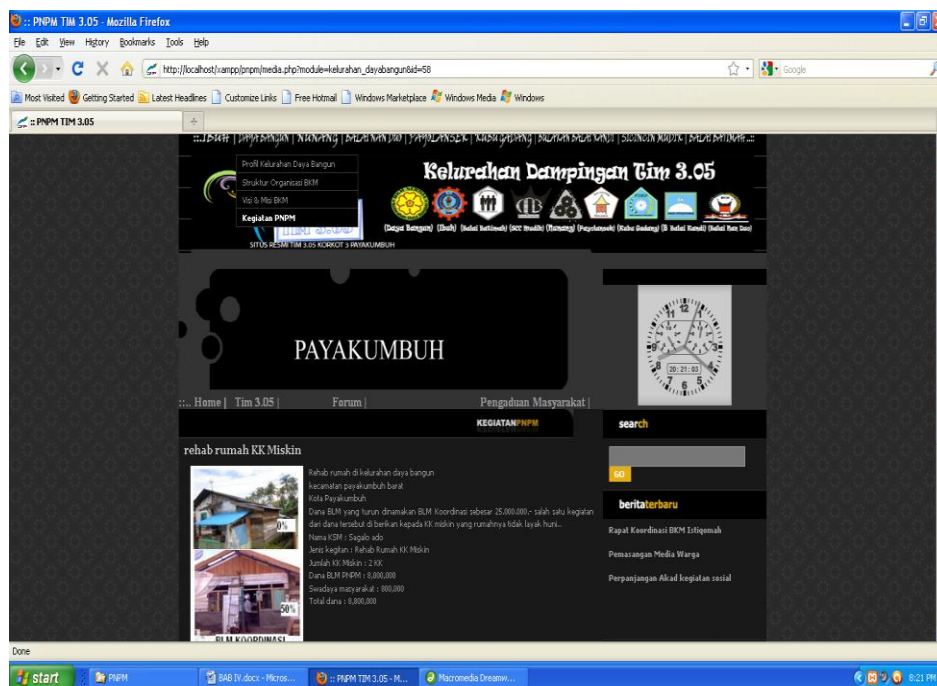 :: PNPM TIM 3.05 - Mozilla Firefox
File Edit View History Bookmarks Tools Help
http://localhost/xampp/pnpm/media.php?module=kelurahan_dayabangun&id=58
Google
Most Visited Getting Started Latest Headlines Customize Links Free Hotmail Windows Marketplace Windows Media Windows
:: PNPM TIM 3.05
Profil Kelurahan Daya Bangun
Struktur Organisasi BKM
Visi & Misi BKM
Kegiatan PNPM
SITUS RESMI TIM 3.05 KORKOT 3 PAYAKUMBUH
Kelurahan Dampingan Tim 3.05
(Daya Bangun) (Ibuh)
PAYAKUMBUH
12
11
20:21:03
::.. Home | Tim 3.05 | Forum | Pengaduan Masyarakat |
KEGIATANPNPM
rehab rumah KK Miskin
0%
50%
BLM KOORDINASI
Rehab rumah di kelurahan daya bangun
kecamatan payakumbuh barat
Kota Payakumbuh
Dana BLM yang turun dinamakan BLM Koordinasi sebesar 25.000.000.- salah satu kegiatan
dari dana tersebut di berikan kepada KK miskin yang rumahnya tidak layak huni..
Nama KSM : Sagalo ado
Jenis kegitan : Rehab Rumah KK Miskin
Jumlah KK Miskin : 2 KK
Dana BLM PNPM : 8,000,000
Swadaya masyarakat : 800,000
Total dana : 8,800,000
search
GO
beritaterbaru
Rapat Koordinasi BKM Istiqomah
Pemasangan Media Warga
Perpanjangan Akad kegiatan sosial
Done
start PNPM BAB IV.docx - Micros... :: PNPM TIM 3.05 - M... Macromedia Dreamw... 8:21 PM